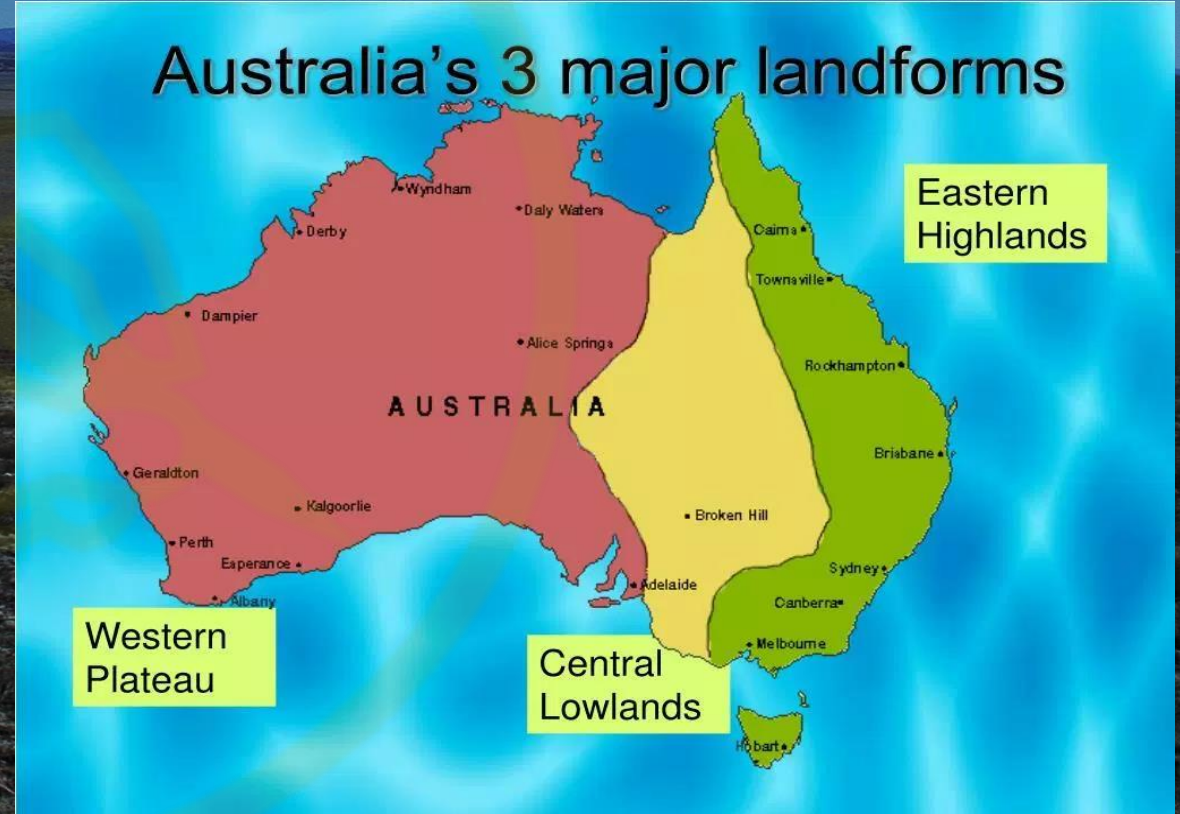 Australia's 3 major landforms
Eastern
Highlands
Wyndham
Daly Waters
Derby
Cairns
Townsville
Dampier
Alice Springs
Rockhampton
AUSTRALIA
Brisbane
Geraldton
Kalgoorlie
Broken Hill
Perth
Esperance
Sydney
Adelaide
Albany
Canberra
Western
Plateau
Central
Lowlands
Melbourne
Hobart